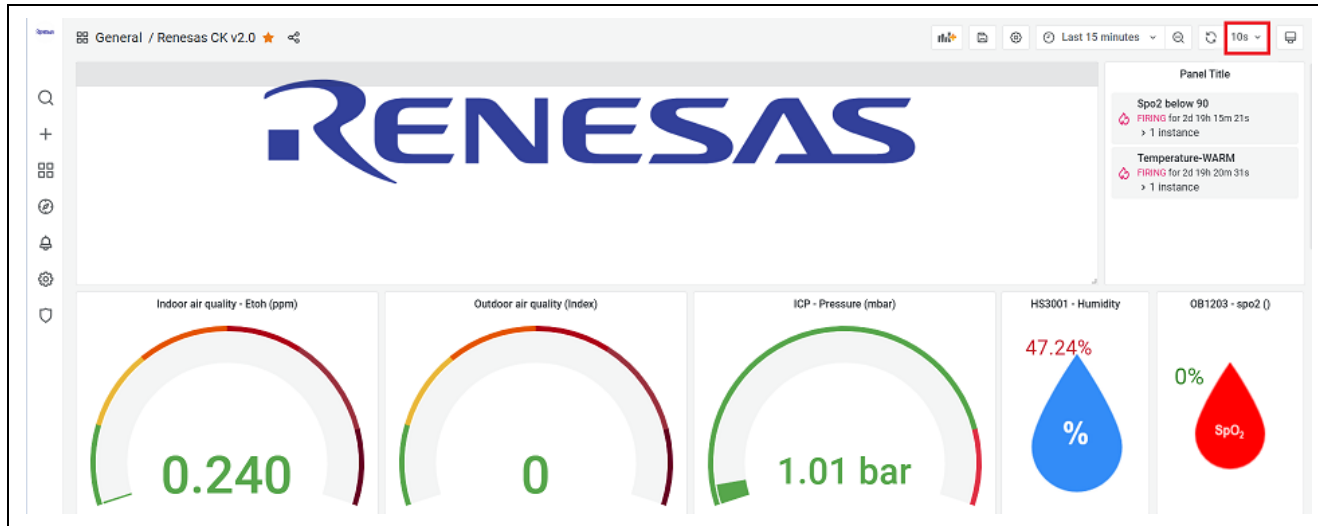 General / Renesas CK v2.0
Last 15 minutes
10s
RENESAS
Panel Title
Spo2 below 90
FIRING for 2d 19h 15m 21s
> 1 instance
Temperature-WARM
FIRING for 2d 19h 20m 31s
> 1 instance
Indoor air quality - Etoh (ppm)
0.240
Outdoor air quality (Index)
0
ICP - Pressure (mbar)
1.01 bar
HS3001 - Humidity
47.24%
%
OB1203 - spo2 ()
0%
SpO₂